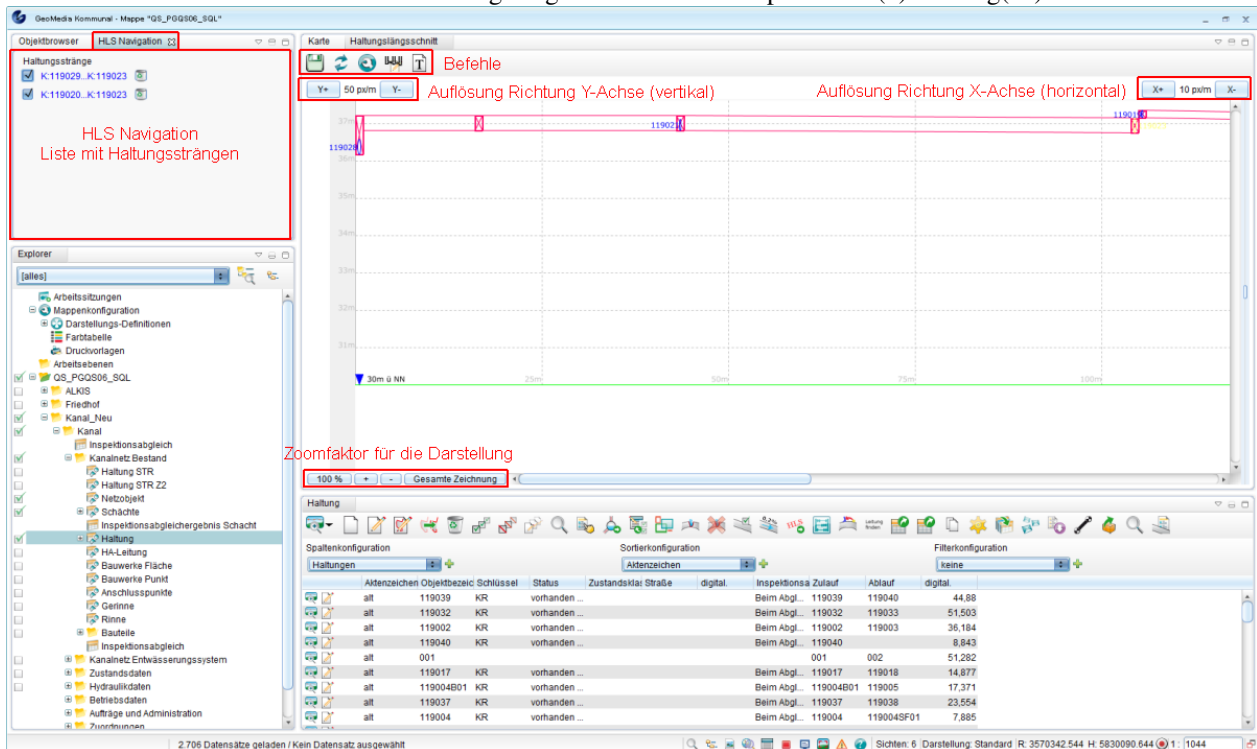 GeoMedia Kommunal - Mappe "QS_PGQS06_SQL"
Objektbrowser HLS Navigation
Haltungsstränge
K:119029...K:119023
K:119020...K:119023
HLS Navigation
Liste mit Haltungssträngen
Karte Haltungslängsschnitt
Befehle
Y+ 50 px/m Y- Auflösung Richtung Y-Achse (vertikal) Auflösung Richtung X-Achse (horizontal) X+ 10 px/m X-
37m 119028 119021 119019
36m
35m
34m
33m
32m
31m
30m ü NN 25m 50m 75m 100m
Zoomfaktor für die Darstellung
100 % + - Gesamte Zeichnung
Explorer
[alles]
Arbeitssitzungen
Mappenkonfiguration
Darstellungs-Definitionen
Farbtabelle
Druckvorlagen
Arbeitsebenen
QS_PGQS06_SQL
ALKIS
Friedhof
Kanal_Neu
Kanal
Inspektionsabgleich
Kanalnetz Bestand
Haltung STR
Haltung STR Z2
Netzobjekt
Schächte
Inspektionsabgleichergebnis Schacht
Haltung
HA-Leitung
Bauwerke Fläche
Bauwerke Punkt
Anschlusspunkte
Gerinne
Rinne
Bauteile
Inspektionsabgleich
Kanalnetz Entwässerungssystem
Zustandsdaten
Hydraulikdaten
Betriebsdaten
Aufträge und Administration
Zuordnungen
Haltung
Spaltenkonfiguration Sortierkonfiguration Filterkonfiguration
Haltungen Aktenzeichen keine
Aktenzeichen Objektbezeic Schlüssel Status Zustandsklas Straße digital. Inspektionsa Zulauf Ablauf digital.
alt 119039 KR vorhanden ... Beim Abgl... 119039 119040 44,88
alt 119032 KR vorhanden ... Beim Abgl... 119032 119033 51,503
alt 119002 KR vorhanden ... Beim Abgl... 119002 119003 36,184
alt 119040 KR vorhanden ... Beim Abgl... 119040 8,843
alt 001 001 002 51,282
alt 119017 KR vorhanden ... Beim Abgl... 119017 119018 14,877
alt 119004B01 KR vorhanden ... Beim Abgl... 119004B01 119005 17,371
alt 119037 KR vorhanden ... Beim Abgl... 119037 119038 23,554
alt 119004 KR vorhanden ... Beim Abgl... 119004 119004SF01 7,885
2.706 Datensätze geladen / Kein Datensatz ausgewählt
Sichten: 6 Darstellung: Standard R: 3570342.544 H: 5830090.644 1 : 1044